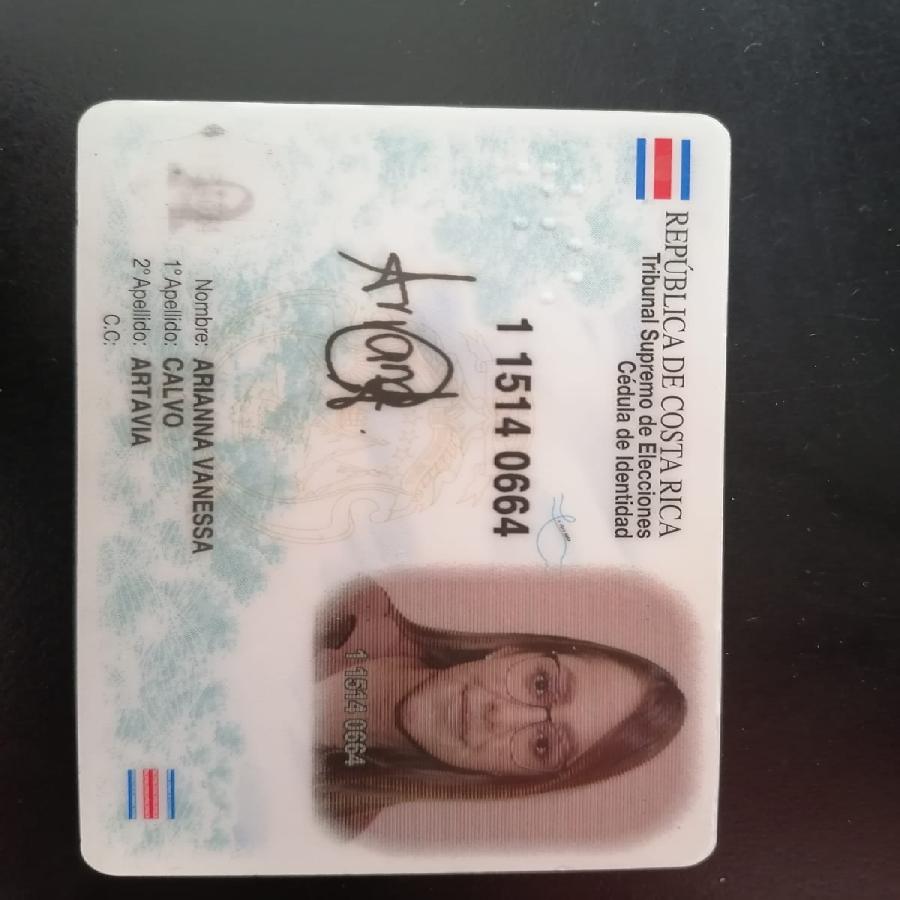 REPÚBLICA DE COSTA RICA
Tribunal Supremo de Elecciones
Cédula de Identidad
1 1514 0664
1 1514 0664
Nombre: ARIANNA VANESSA
1° Apellido: CALVO
2° Apellido: ARTAVIA
C.C: